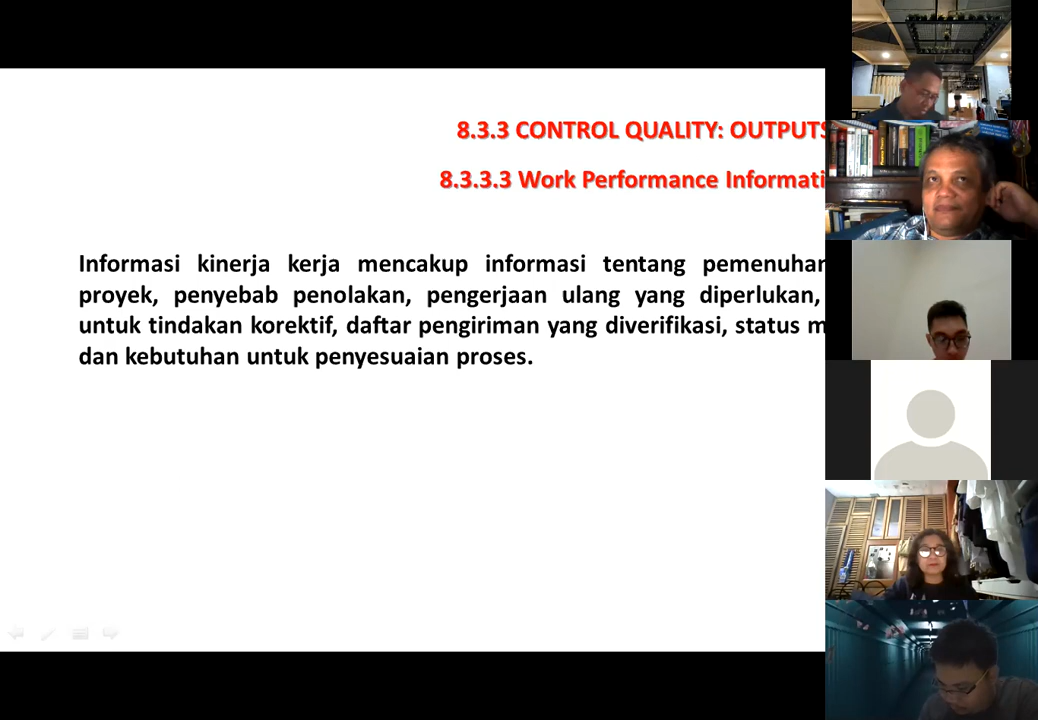 8.3.3 CONTROL QUALITY: OUTPUTS
8.3.3.3 Work Performance
Informasi kinerja kerja mencakup informasi tentang pemenuhan
proyek, penyebab penolakan, pengerjaan ulang yang diperlukan,
untuk tindakan korektif, daftar pengiriman yang diverifikasi, status
dan kebutuhan untuk penyesuaian proses.